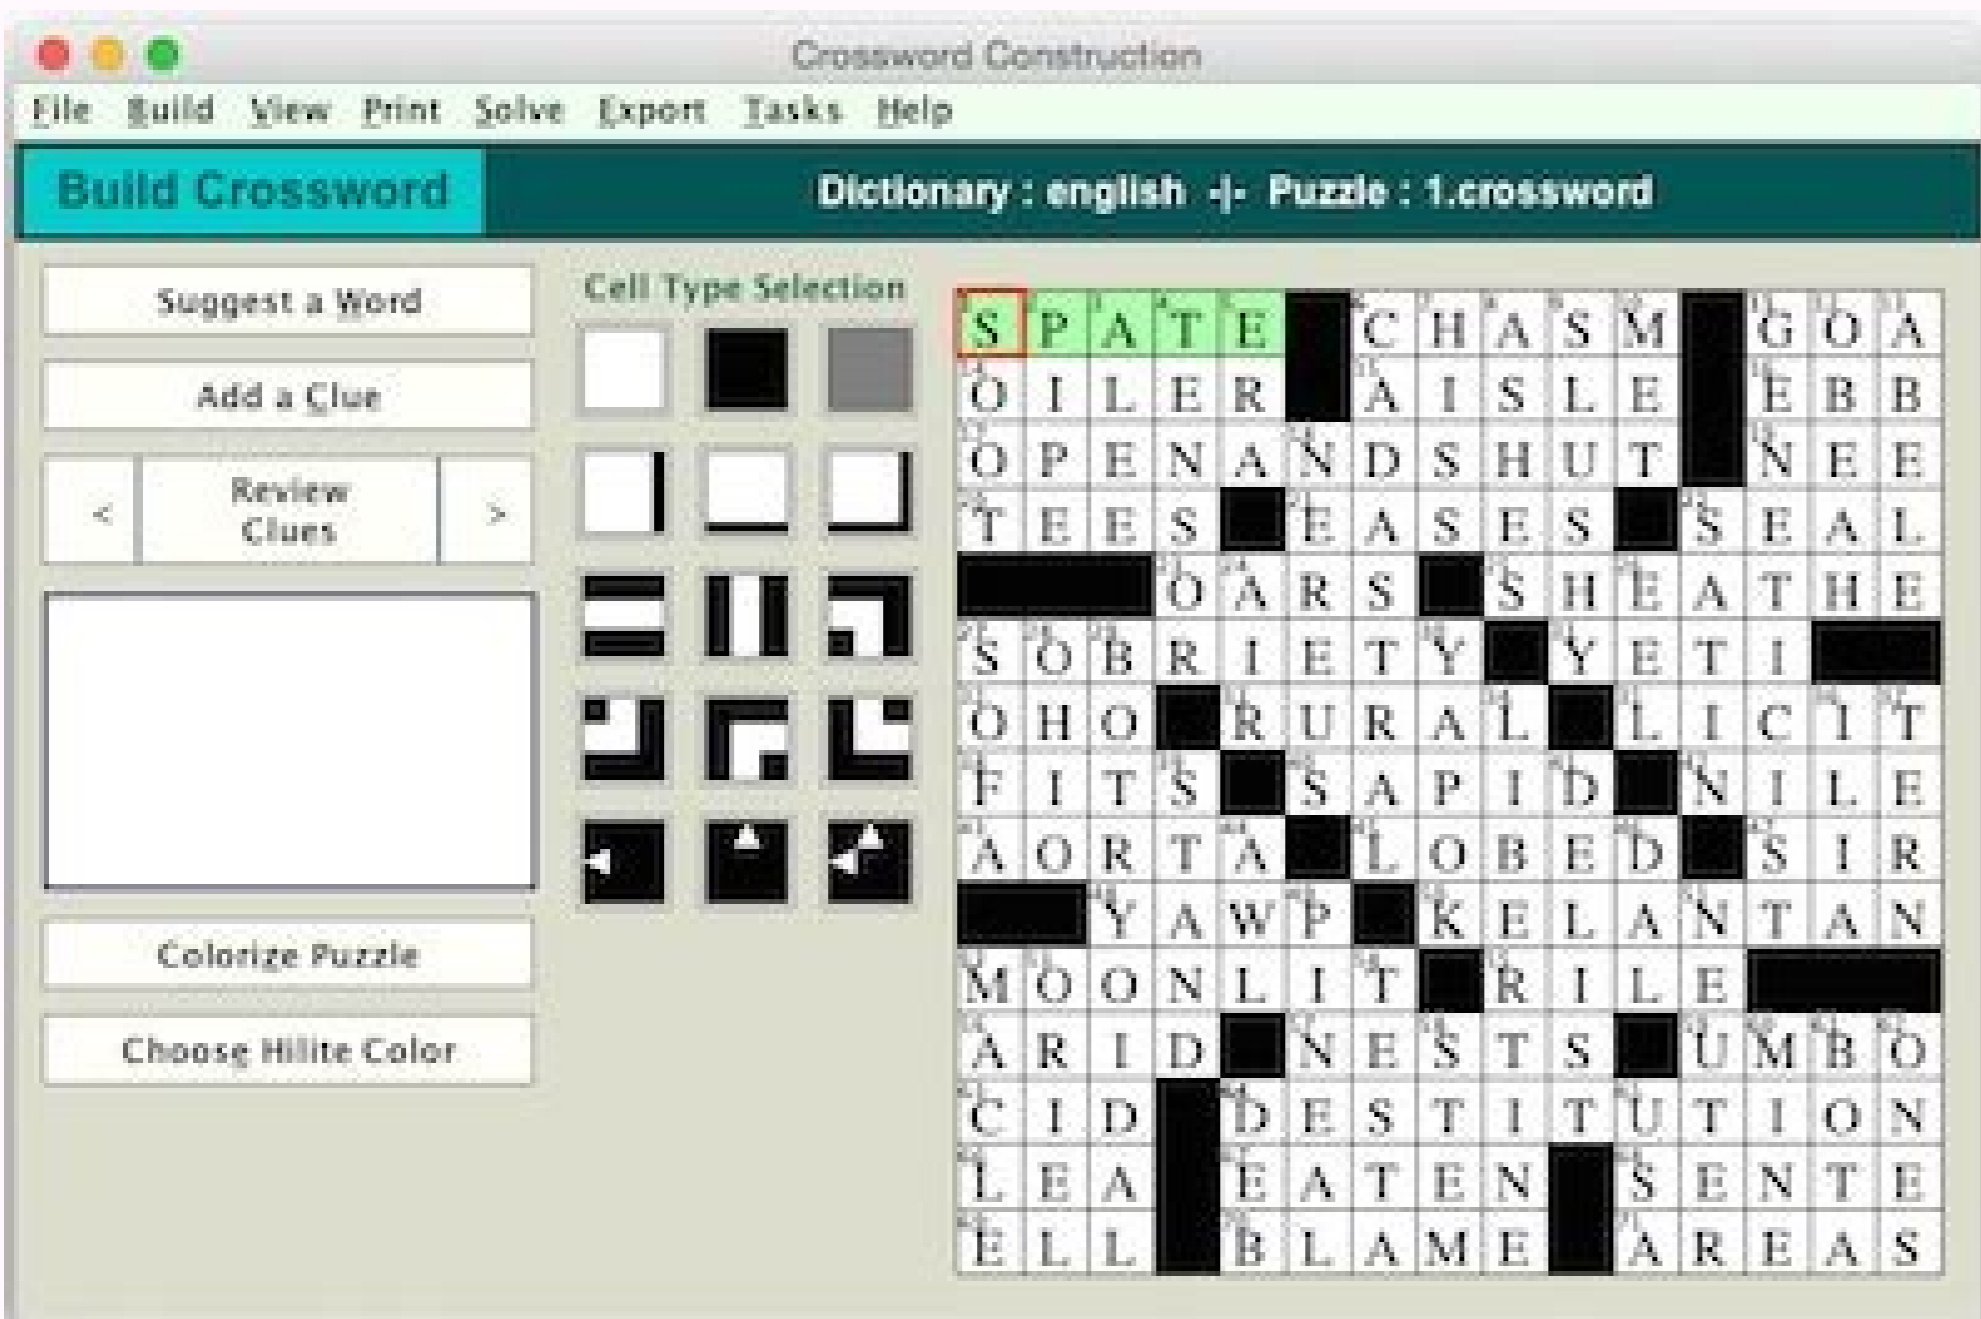 Crossword Construction
File Build View Print Solve Export Tasks Help
Build Crossword
Dictionary : english -|- Puzzle : 1.crossword
Suggest a Word
Add a Clue
< Review Clues >
Colorize Puzzle
Choose Hilite Color
Cell Type Selection
S P A T E C H A S M G O A
O I L E R A I S L E E B B
O P E N A N D S H U T N E E
T E E S E A S E S S E A L
O A R S S H E A T H E
S O B R I E T Y Y E T I
O H O R U R A L L I C I T
F I T S S A P I D N I L E
A O R T A L O B E D S I R
Y A W P K E L A N T A N
M O O N L I T R I L E
A R I D N E S T S U M B O
C I D D E S T I T U T I O N
L E A E A T E N S E N T E
E L L B L A M E A R E A S